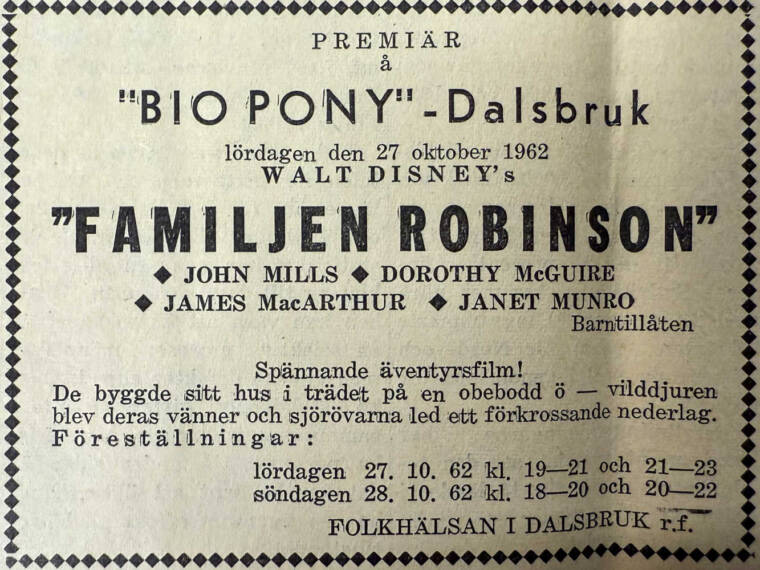 PREMIÄR
å
"BIO PONY" - Dalsbruk
lördagen den 27 oktober 1962
WALT DISNEY's
"FAMILJEN ROBINSON"
◆ JOHN MILLS ◆ DOROTHY McGUIRE
◆ JAMES MacARTHUR ◆ JANET MUNRO
Barntillåten
Spännande äventyrsfilm!
De byggde sitt hus i trädet på en obebodd ö — vilddjuren
blev deras vänner och sjörövarna led ett förkrossande nederlag.
Föreställningar:
lördagen 27. 10. 62 kl. 19—21 och 21—23
söndagen 28. 10. 62 kl. 18—20 och 20—22
FOLKHÄLSAN I DALSBRUK r.f.